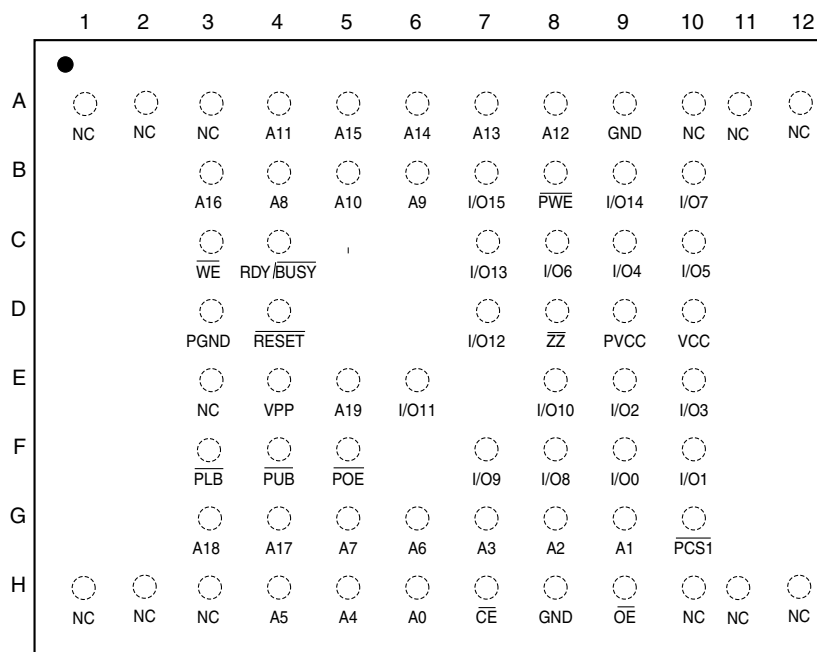 1 2 3 4 5 6 7 8 9 10 11 12
A
NC NC NC A11 A15 A14 A13 A12 GND NC NC NC
B
A16 A8 A10 A9 I/O15 PWE I/O14 I/O7
C
WE RDY/BUSY I/O13 I/O6 I/O4 I/O5
D
PGND RESET I/O12 ZZ PVCC VCC
E
NC VPP A19 I/O11 I/O10 I/O2 I/O3
F
PLB PUB POE I/O9 I/O8 I/O0 I/O1
G
A18 A17 A7 A6 A3 A2 A1 PCS1
H
NC NC NC A5 A4 A0 CE GND OE NC NC NC